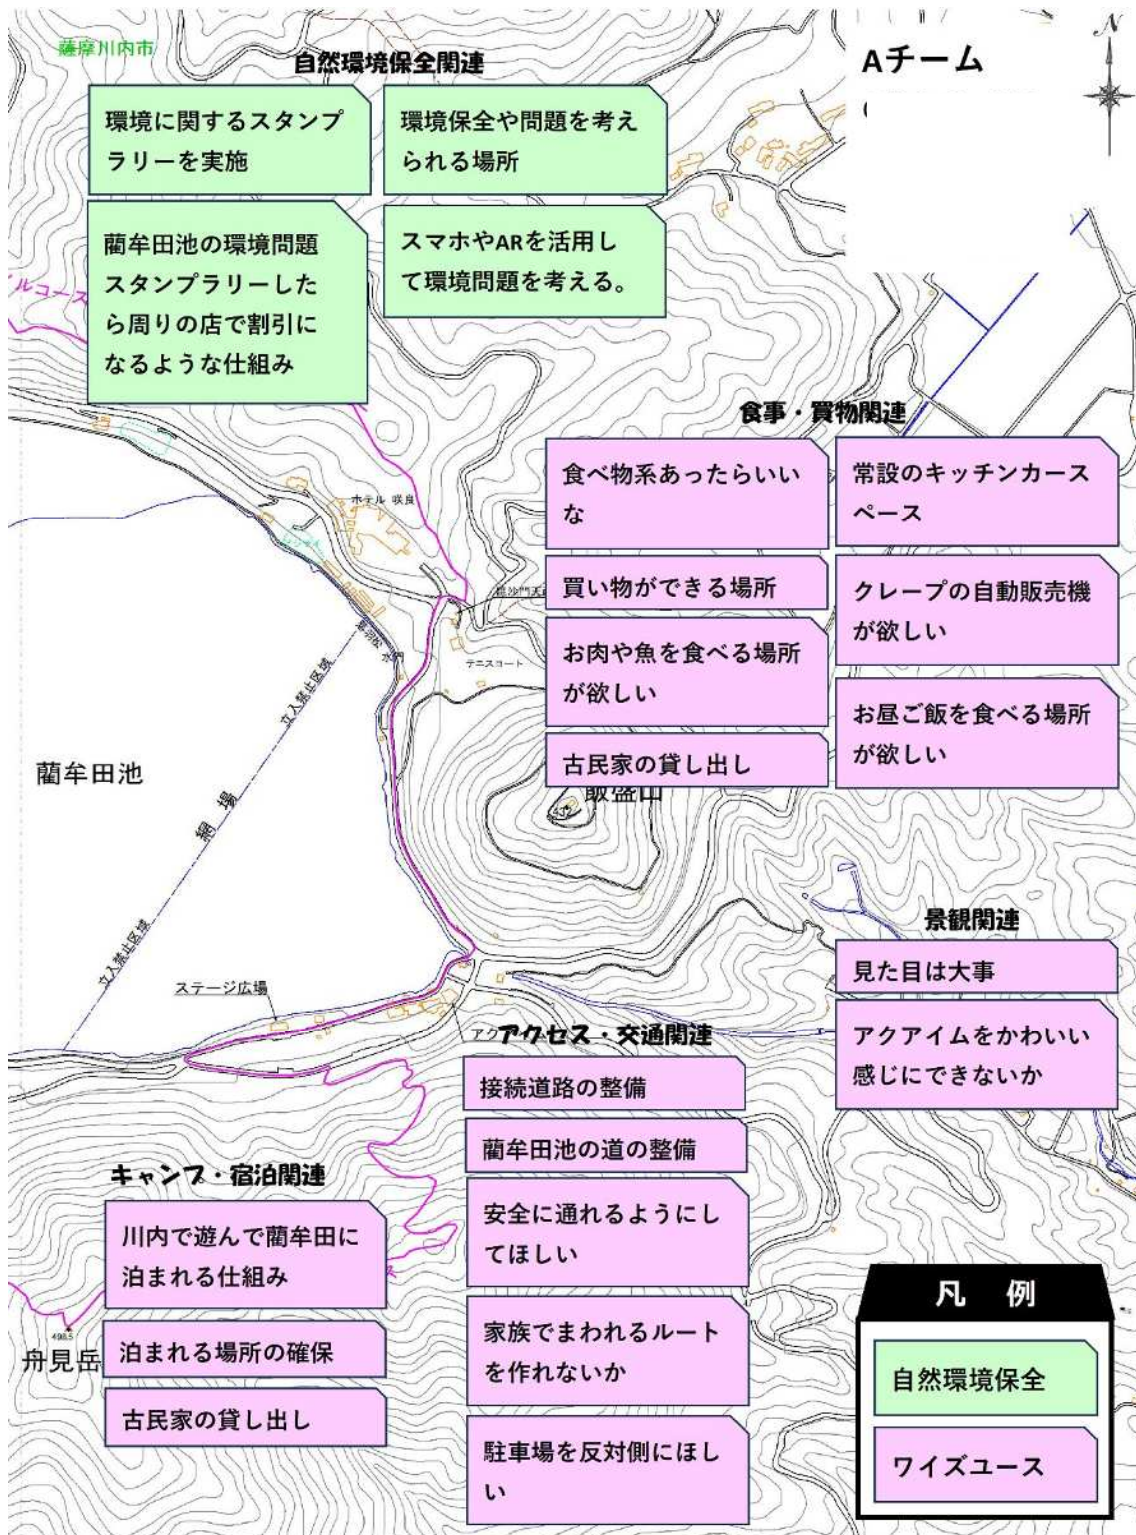 薩摩川内市
自然環境保全関連
Aチーム
N
環境に関するスタンプ
ラリーを実施
環境保全や問題を考え
られる場所
藺牟田池の環境問題
スタンプラリーした
ら周りの店で割引に
なるような仕組み
スマホやARを活用し
て環境問題を考える。
ルコース
食事・買物関連
食べ物系あったらいい
な
常設のキッチンカース
ペース
買い物ができる場所
クレープの自動販売機
が欲しい
お肉や魚を食べる場所
が欲しい
お昼ご飯を食べる場所
が欲しい
古民家の貸し出し
ホテル 咲良
テニスコート
飯盛山
立入禁止区域
藺牟田池
網場
立入禁止区域
ステージ広場
景観関連
見た目は大事
アクアイムをかわいい
感じにできないか
アク
アクセス・交通関連
接続道路の整備
藺牟田池の道の整備
安全に通れるようにし
てほしい
家族でまわれるルート
を作れないか
駐車場を反対側にほし
い
キャンプ・宿泊関連
川内で遊んで藺牟田に
泊まれる仕組み
泊まれる場所の確保
古民家の貸し出し
498.5
舟見岳
凡 例
自然環境保全
ワイズユース